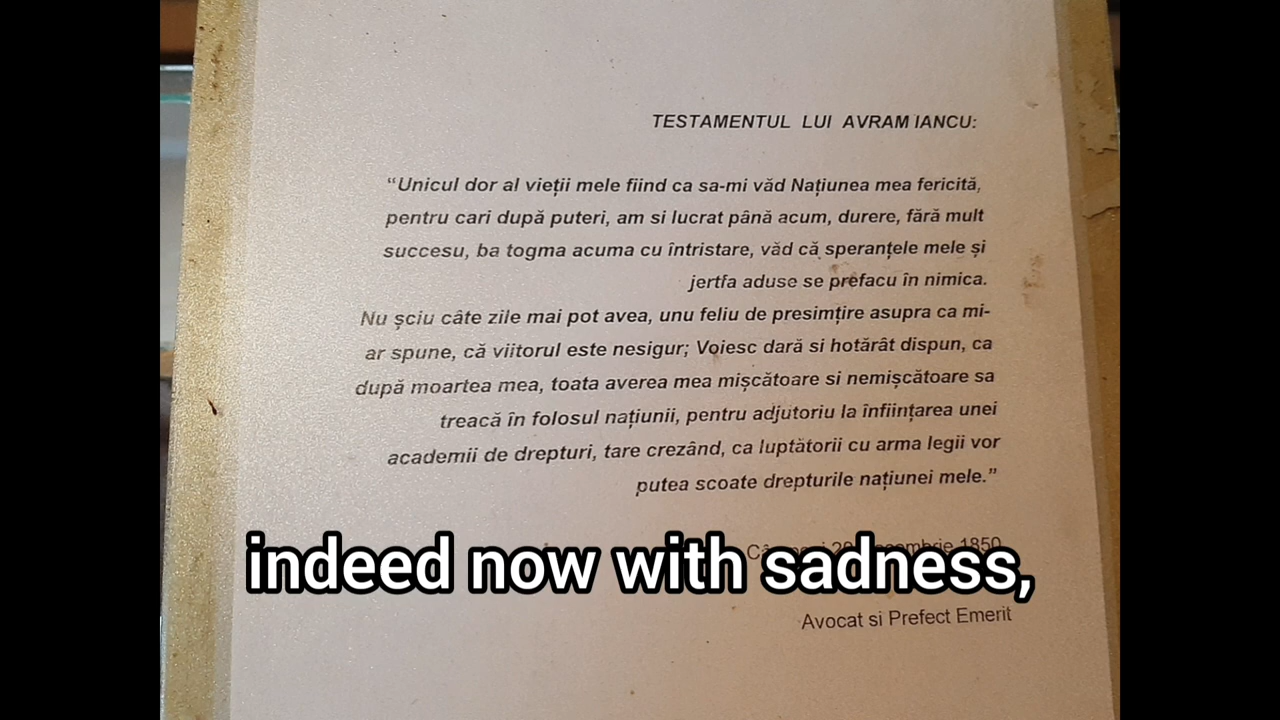 TESTAMENTUL LUI AVRAM IANCU:
“Unicul dor al vieții mele fiind ca sa-mi văd Națiunea mea fericită,
pentru cari după puteri, am si lucrat până acum, durere, fără mult
succesu, ba togma acuma cu întristare, văd că speranțele mele și
jertfa aduse se prefacu în nimica.
Nu șciu câte zile mai pot avea, unu feliu de presimțire asupra ca mi-
ar spune, că viitorul este nesigur; Voiesc dară si hotărât dispun, ca
după moartea mea, toata averea mea mișcătoare si nemișcătoare sa
treacă în folosul națiunii, pentru adjutoriu la înființarea unei
academii de drepturi, tare crezând, ca luptătorii cu arma legii vor
putea scoate drepturile națiunei mele.”
1850
indeed now with sadness,
Avocat si Prefect Emerit